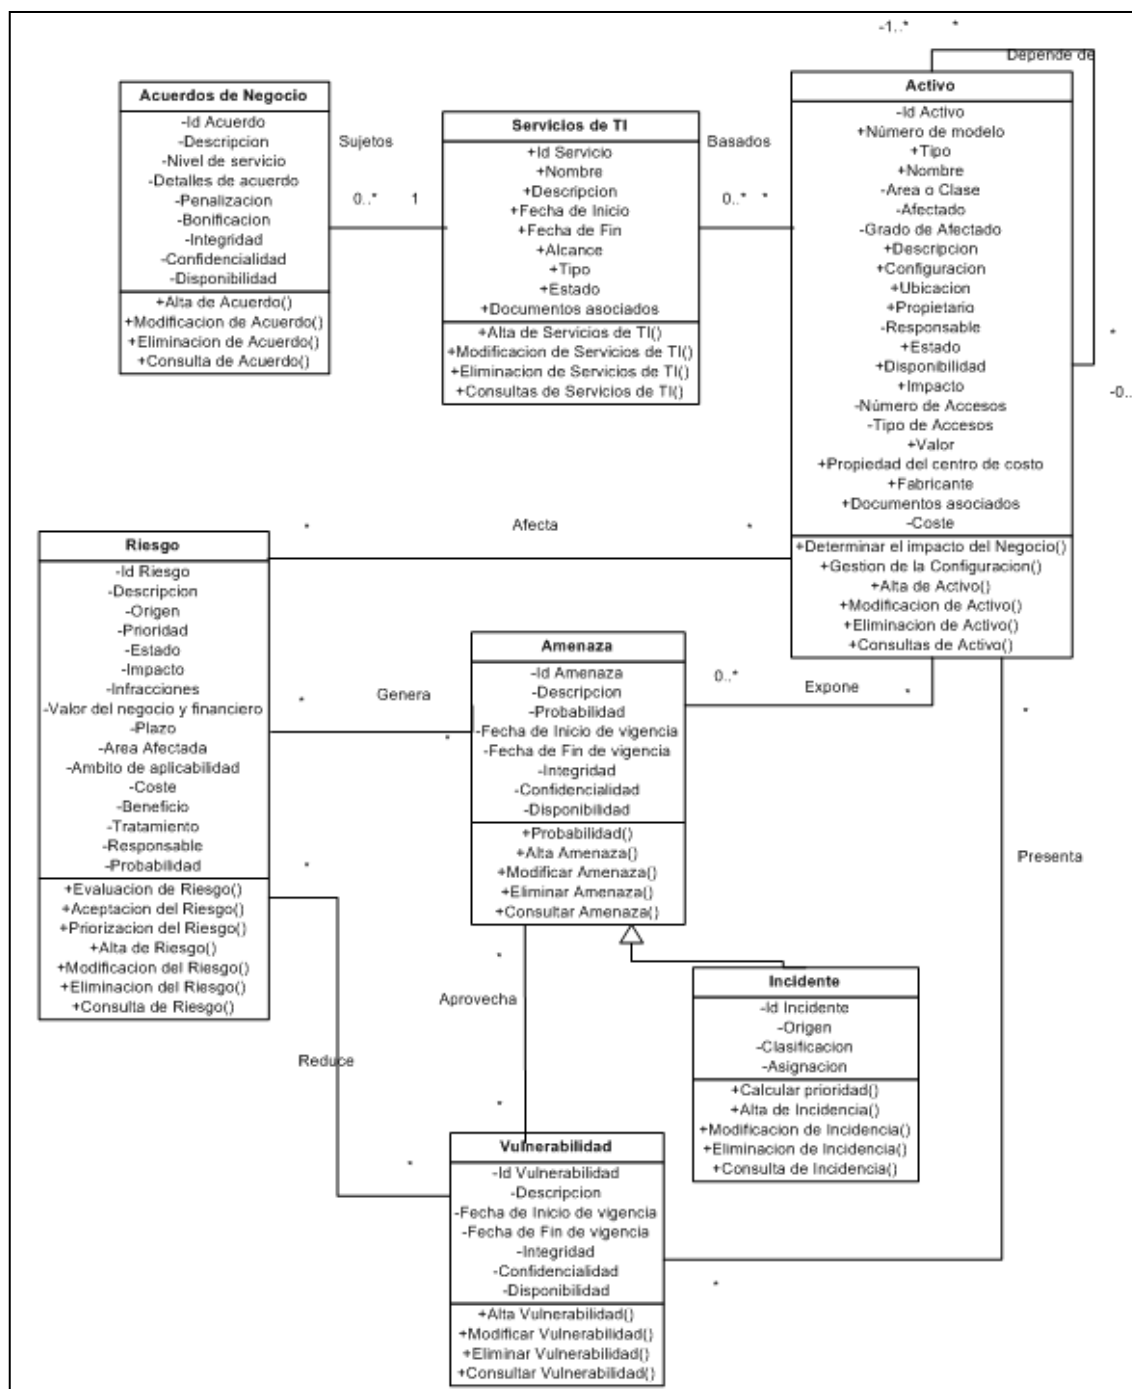 -1..* *
Depende de
Acuerdos de Negocio
-Id Acuerdo
-Descripcion
-Nivel de servicio
-Detalles de acuerdo
-Penalizacion
-Bonificacion
-Integridad
-Confidencialidad
-Disponibilidad
+Alta de Acuerdo()
+Modificacion de Acuerdo()
+Eliminacion de Acuerdo()
+Consulta de Acuerdo()
Sujetos
0..* 1
Servicios de TI
+Id Servicio
+Nombre
+Descripcion
+Fecha de Inicio
+Fecha de Fin
+Alcance
+Tipo
+Estado
+Documentos asociados
+Alta de Servicios de TI()
+Modificacion de Servicios de TI()
+Eliminacion de Servicios de TI()
+Consultas de Servicios de TI()
Basados
0..* *
Activo
-Id Activo
+Número de modelo
+Tipo
+Nombre
-Area o Clase
-Afectado
-Grado de Afectado
+Descripcion
+Configuracion
+Ubicacion
+Propietario
-Responsable
+Estado
+Disponibilidad
+Impacto
-Número de Accesos
-Tipo de Accesos
+Valor
+Propiedad del centro de costo
+Fabricante
+Documentos asociados
-Coste
+Determinar el impacto del Negocio()
+Gestion de la Configuracion()
+Alta de Activo()
+Modificacion de Activo()
+Eliminacion de Activo()
+Consultas de Activo()
*
-0..
* Afecta *
Riesgo
-Id Riesgo
-Descripcion
-Origen
-Prioridad
-Estado
-Impacto
-Infracciones
-Valor del negocio y financiero
-Plazo
-Area Afectada
-Ambito de aplicabilidad
-Coste
-Beneficio
-Tratamiento
-Responsable
-Probabilidad
+Evaluacion de Riesgo()
+Aceptacion del Riesgo()
+Priorizacion del Riesgo()
+Alta de Riesgo()
+Modificacion del Riesgo()
+Eliminacion del Riesgo()
+Consulta de Riesgo()
* Genera *
Amenaza
-Id Amenaza
-Descripcion
-Probabilidad
-Fecha de Inicio de vigencia
-Fecha de Fin de vigencia
-Integridad
-Confidencialidad
-Disponibilidad
+Probabilidad()
+Alta Amenaza()
+Modificar Amenaza()
+Eliminar Amenaza()
+Consultar Amenaza()
0..* Expone *
*
Presenta
*
*
Aprovecha
*
*
Reduce
*
Incidente
-Id Incidente
-Origen
-Clasificacion
-Asignacion
+Calcular prioridad()
+Alta de Incidencia()
+Modificacion de Incidencia()
+Eliminacion de Incidencia()
+Consulta de Incidencia()
Vulnerabilidad
-Id Vulnerabilidad
-Descripcion
-Fecha de Inicio de vigencia
-Fecha de Fin de vigencia
-Integridad
-Confidencialidad
-Disponibilidad
+Alta Vulnerabilidad()
+Modificar Vulnerabilidad()
+Eliminar Vulnerabilidad()
+Consultar Vulnerabilidad()
*